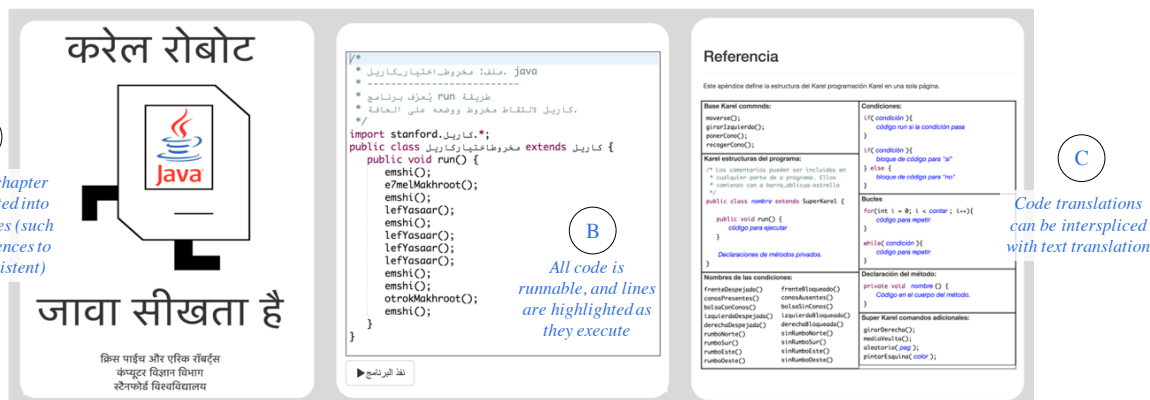 chapter
ted into
es (such
ences to
istent)
करेल रोबोट
Java
जावा सीखता है
क्रिस पाईच और एरिक रॉबर्ट्स
कंप्यूटर विज्ञान विभाग
स्टैनफोर्ड विश्वविद्यालय
/*
* ملف: مخروط_اختيار_كاريل. java
* --------------------------
* طريقة run يُعرّف برنامج
* كاريل لالتقاط مخروط ووضعه على الحافة.
*/
import stanford.كاريل.*;
public class مخروطاختياركاريل extends كاريل {
public void run() {
emshi();
e7melMakhroot();
emshi();
lefYasaar();
emshi();
lefYasaar();
lefYasaar();
lefYasaar();
emshi();
emshi();
otrokMakhroot();
emshi();
}
}
نفذ البرنامج▶
B
All code is
runnable, and lines
are highlighted as
they execute
Referencia
Este apéndice define la estructura del Karel programación Karel en una sola página.
Base Karel commnds:
moverse();
girarIzquierda();
ponerCono();
recogerCono();
Karel estructuras del programa:
/* Los comentarios pueden ser incluidos en
cualquier parte de a programa. Ellos
comienzo con a barra_oblicua-estrella
*/
public class nombre extends SuperKarel {
public void run() {
código para ejecutar
}
Declaraciones de métodos privados.
}
Nombres de las condiciones:
frenteDespejado() frenteBloqueado()
conosPresentes() conosAusentes()
bolsaConConos() bolsaSinConos()
izquierdaDespejado() izquierdaBloqueado()
derechaDespejado() derechaBloqueado()
rumboNorte() sinRumboNorte()
rumboSur() sinRumboSur()
rumboEste() sinRumboEste()
rumboOeste() sinRumboOeste()
Condiciones:
if( condición ){
código run si la condición pasa
}
if( condición ){
bloque de código para "si"
} else {
bloque de código para "no"
}
Bucles
for(int i = 0; i < contar ; i++){
código para repetir
}
while( condición ){
código para repetir
}
Declaración del método:
private void nombre () {
Código en el cuerpo del método.
}
Super Karel comandos adicionales:
girarDerecha();
mediaVeulta();
aleatorio( pag );
pintarEsquina( color );
C
Code translations
can be interspliced
with text translation